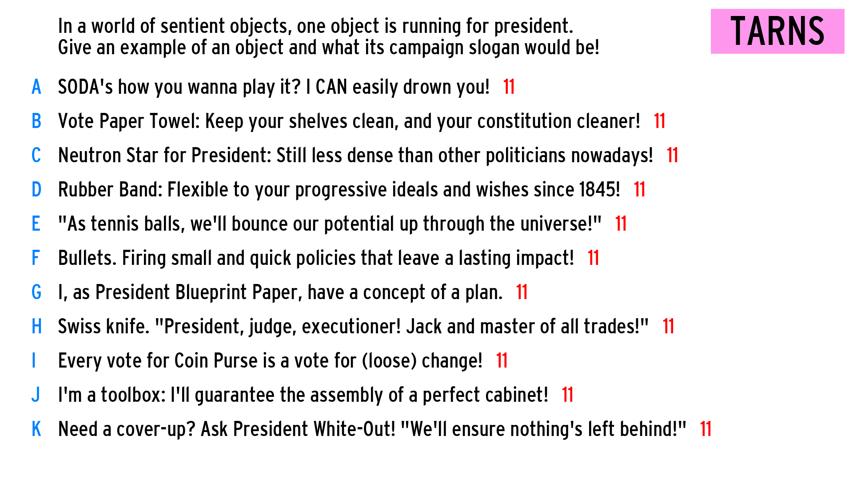 In a world of sentient objects, one object is running for president.
Give an example of an object and what its campaign slogan would be!
TARNS
A SODA's how you wanna play it? I CAN easily drown you! 11
B Vote Paper Towel: Keep your shelves clean, and your constitution cleaner! 11
C Neutron Star for President: Still less dense than other politicians nowadays! 11
D Rubber Band: Flexible to your progressive ideals and wishes since 1845! 11
E "As tennis balls, we'll bounce our potential up through the universe!" 11
F Bullets. Firing small and quick policies that leave a lasting impact! 11
G I, as President Blueprint Paper, have a concept of a plan. 11
H Swiss knife. "President, judge, executioner! Jack and master of all trades!" 11
I Every vote for Coin Purse is a vote for (loose) change! 11
J I'm a toolbox: I'll guarantee the assembly of a perfect cabinet! 11
K Need a cover-up? Ask President White-Out! "We'll ensure nothing's left behind!" 11